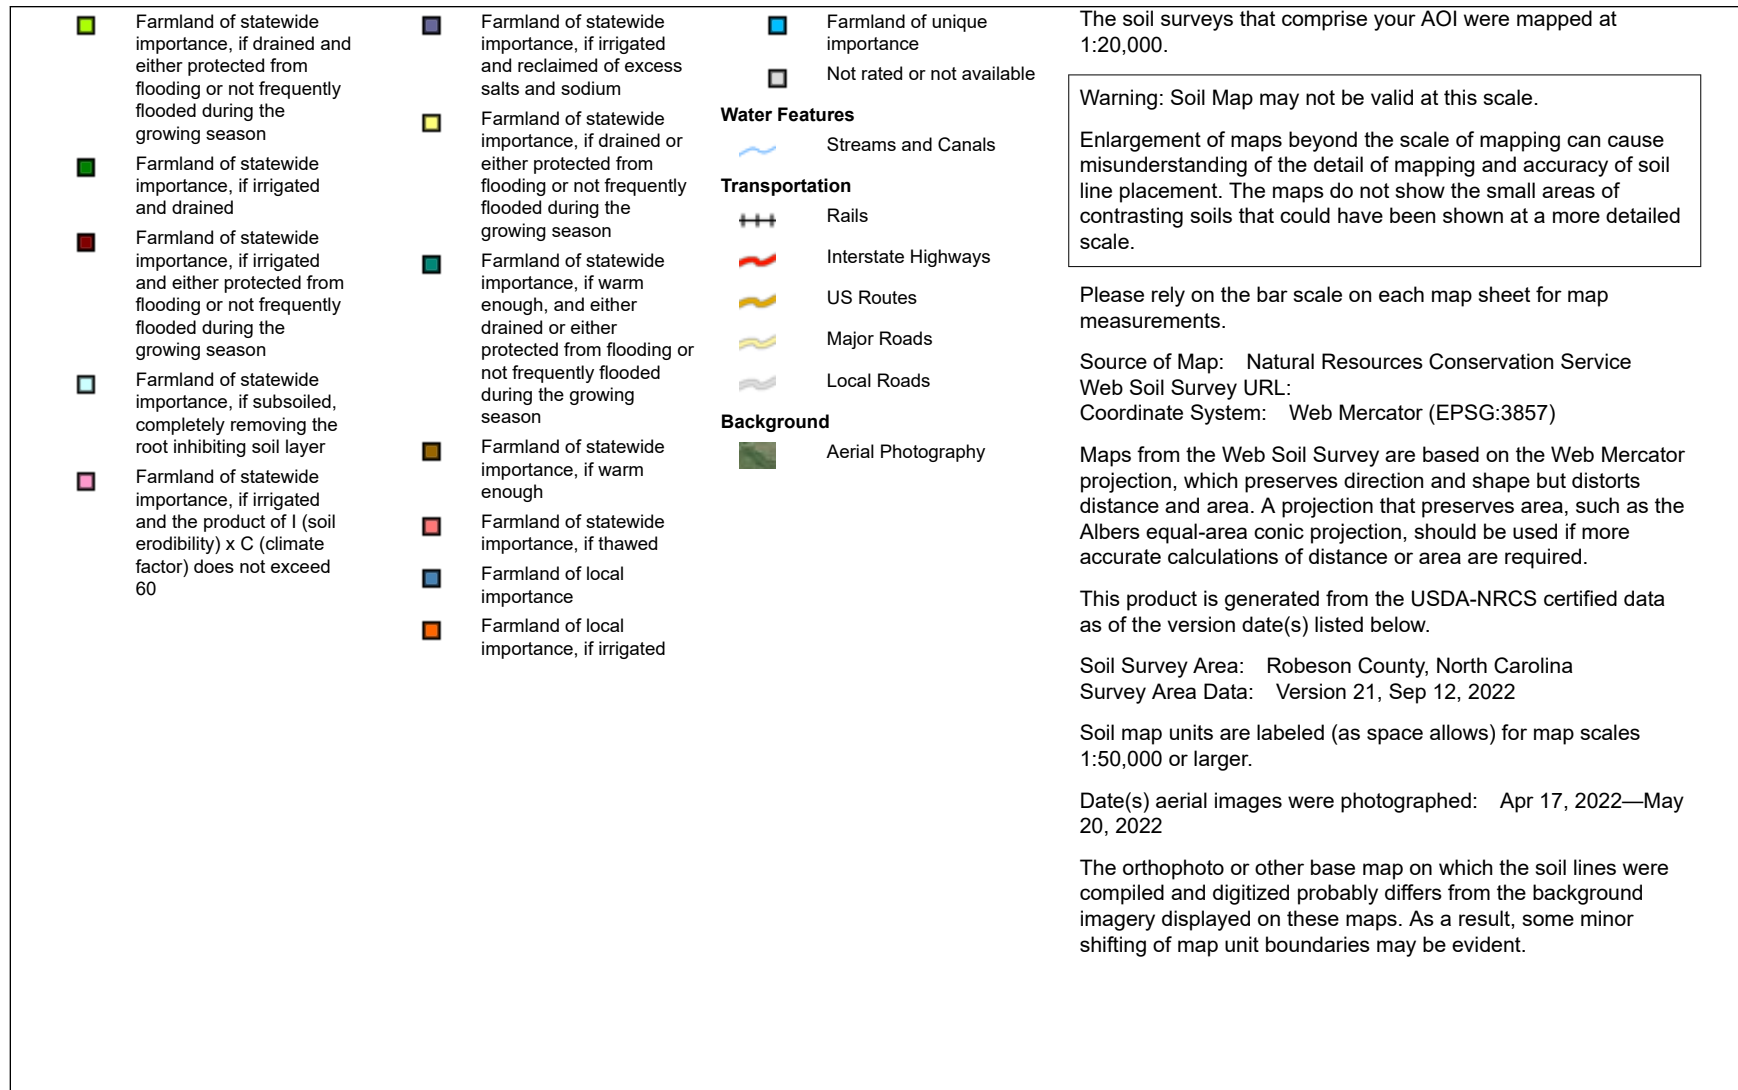 Farmland of statewide
importance, if drained and
either protected from
flooding or not frequently
flooded during the
growing season
Farmland of statewide
importance, if irrigated
and drained
Farmland of statewide
importance, if irrigated
and either protected from
flooding or not frequently
flooded during the
growing season
Farmland of statewide
importance, if subsoiled,
completely removing the
root inhibiting soil layer
Farmland of statewide
importance, if irrigated
and the product of I (soil
erodibility) x C (climate
factor) does not exceed
60
Farmland of statewide
importance, if irrigated
and reclaimed of excess
salts and sodium
Farmland of statewide
importance, if drained or
either protected from
flooding or not frequently
flooded during the
growing season
Farmland of statewide
importance, if warm
enough, and either
drained or either
protected from flooding or
not frequently flooded
during the growing
season
Farmland of statewide
importance, if warm
enough
Farmland of statewide
importance, if thawed
Farmland of local
importance
Farmland of local
importance, if irrigated
Farmland of unique
importance
Not rated or not available
Water Features
Streams and Canals
Transportation
Rails
Interstate Highways
US Routes
Major Roads
Local Roads
Background
Aerial Photography
The soil surveys that comprise your AOI were mapped at
1:20,000.
Warning: Soil Map may not be valid at this scale.
Enlargement of maps beyond the scale of mapping can cause
misunderstanding of the detail of mapping and accuracy of soil
line placement. The maps do not show the small areas of
contrasting soils that could have been shown at a more detailed
scale.
Please rely on the bar scale on each map sheet for map
measurements.
Source of Map: Natural Resources Conservation Service
Web Soil Survey URL:
Coordinate System: Web Mercator (EPSG:3857)
Maps from the Web Soil Survey are based on the Web Mercator
projection, which preserves direction and shape but distorts
distance and area. A projection that preserves area, such as the
Albers equal-area conic projection, should be used if more
accurate calculations of distance or area are required.
This product is generated from the USDA-NRCS certified data
as of the version date(s) listed below.
Soil Survey Area: Robeson County, North Carolina
Survey Area Data: Version 21, Sep 12, 2022
Soil map units are labeled (as space allows) for map scales
1:50,000 or larger.
Date(s) aerial images were photographed: Apr 17, 2022—May
20, 2022
The orthophoto or other base map on which the soil lines were
compiled and digitized probably differs from the background
imagery displayed on these maps. As a result, some minor
shifting of map unit boundaries may be evident.